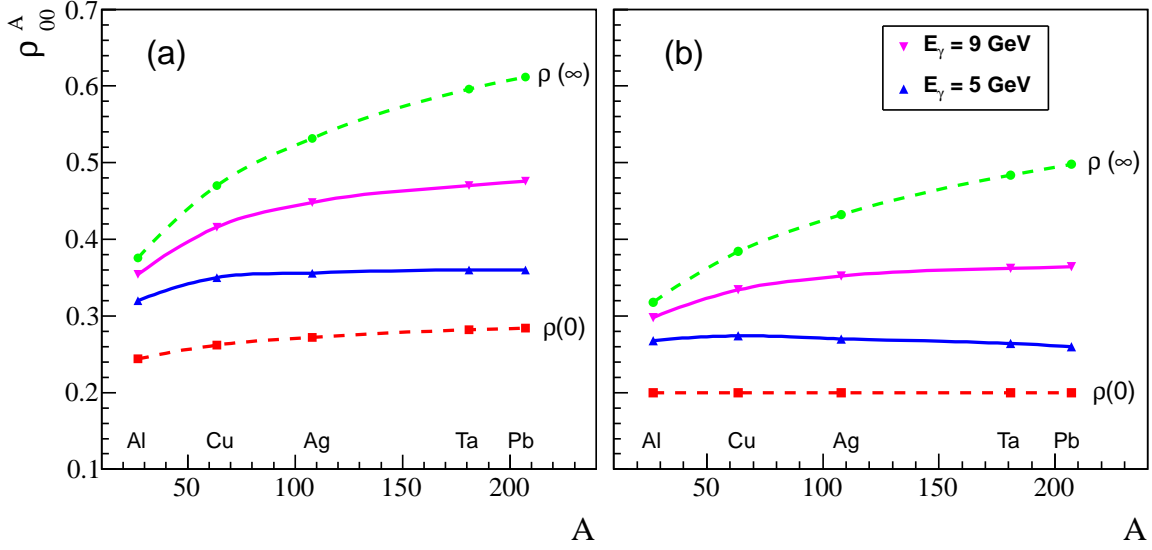 ρ^A_00
0.7
0.6
0.5
0.4
0.3
0.2
0.1
(a)
ρ (∞)
ρ(0)
Al Cu Ag Ta Pb
50 100 150 200
A
(b)
E_γ = 9 GeV
E_γ = 5 GeV
ρ (∞)
ρ(0)
Al Cu Ag Ta Pb
50 100 150 200
A